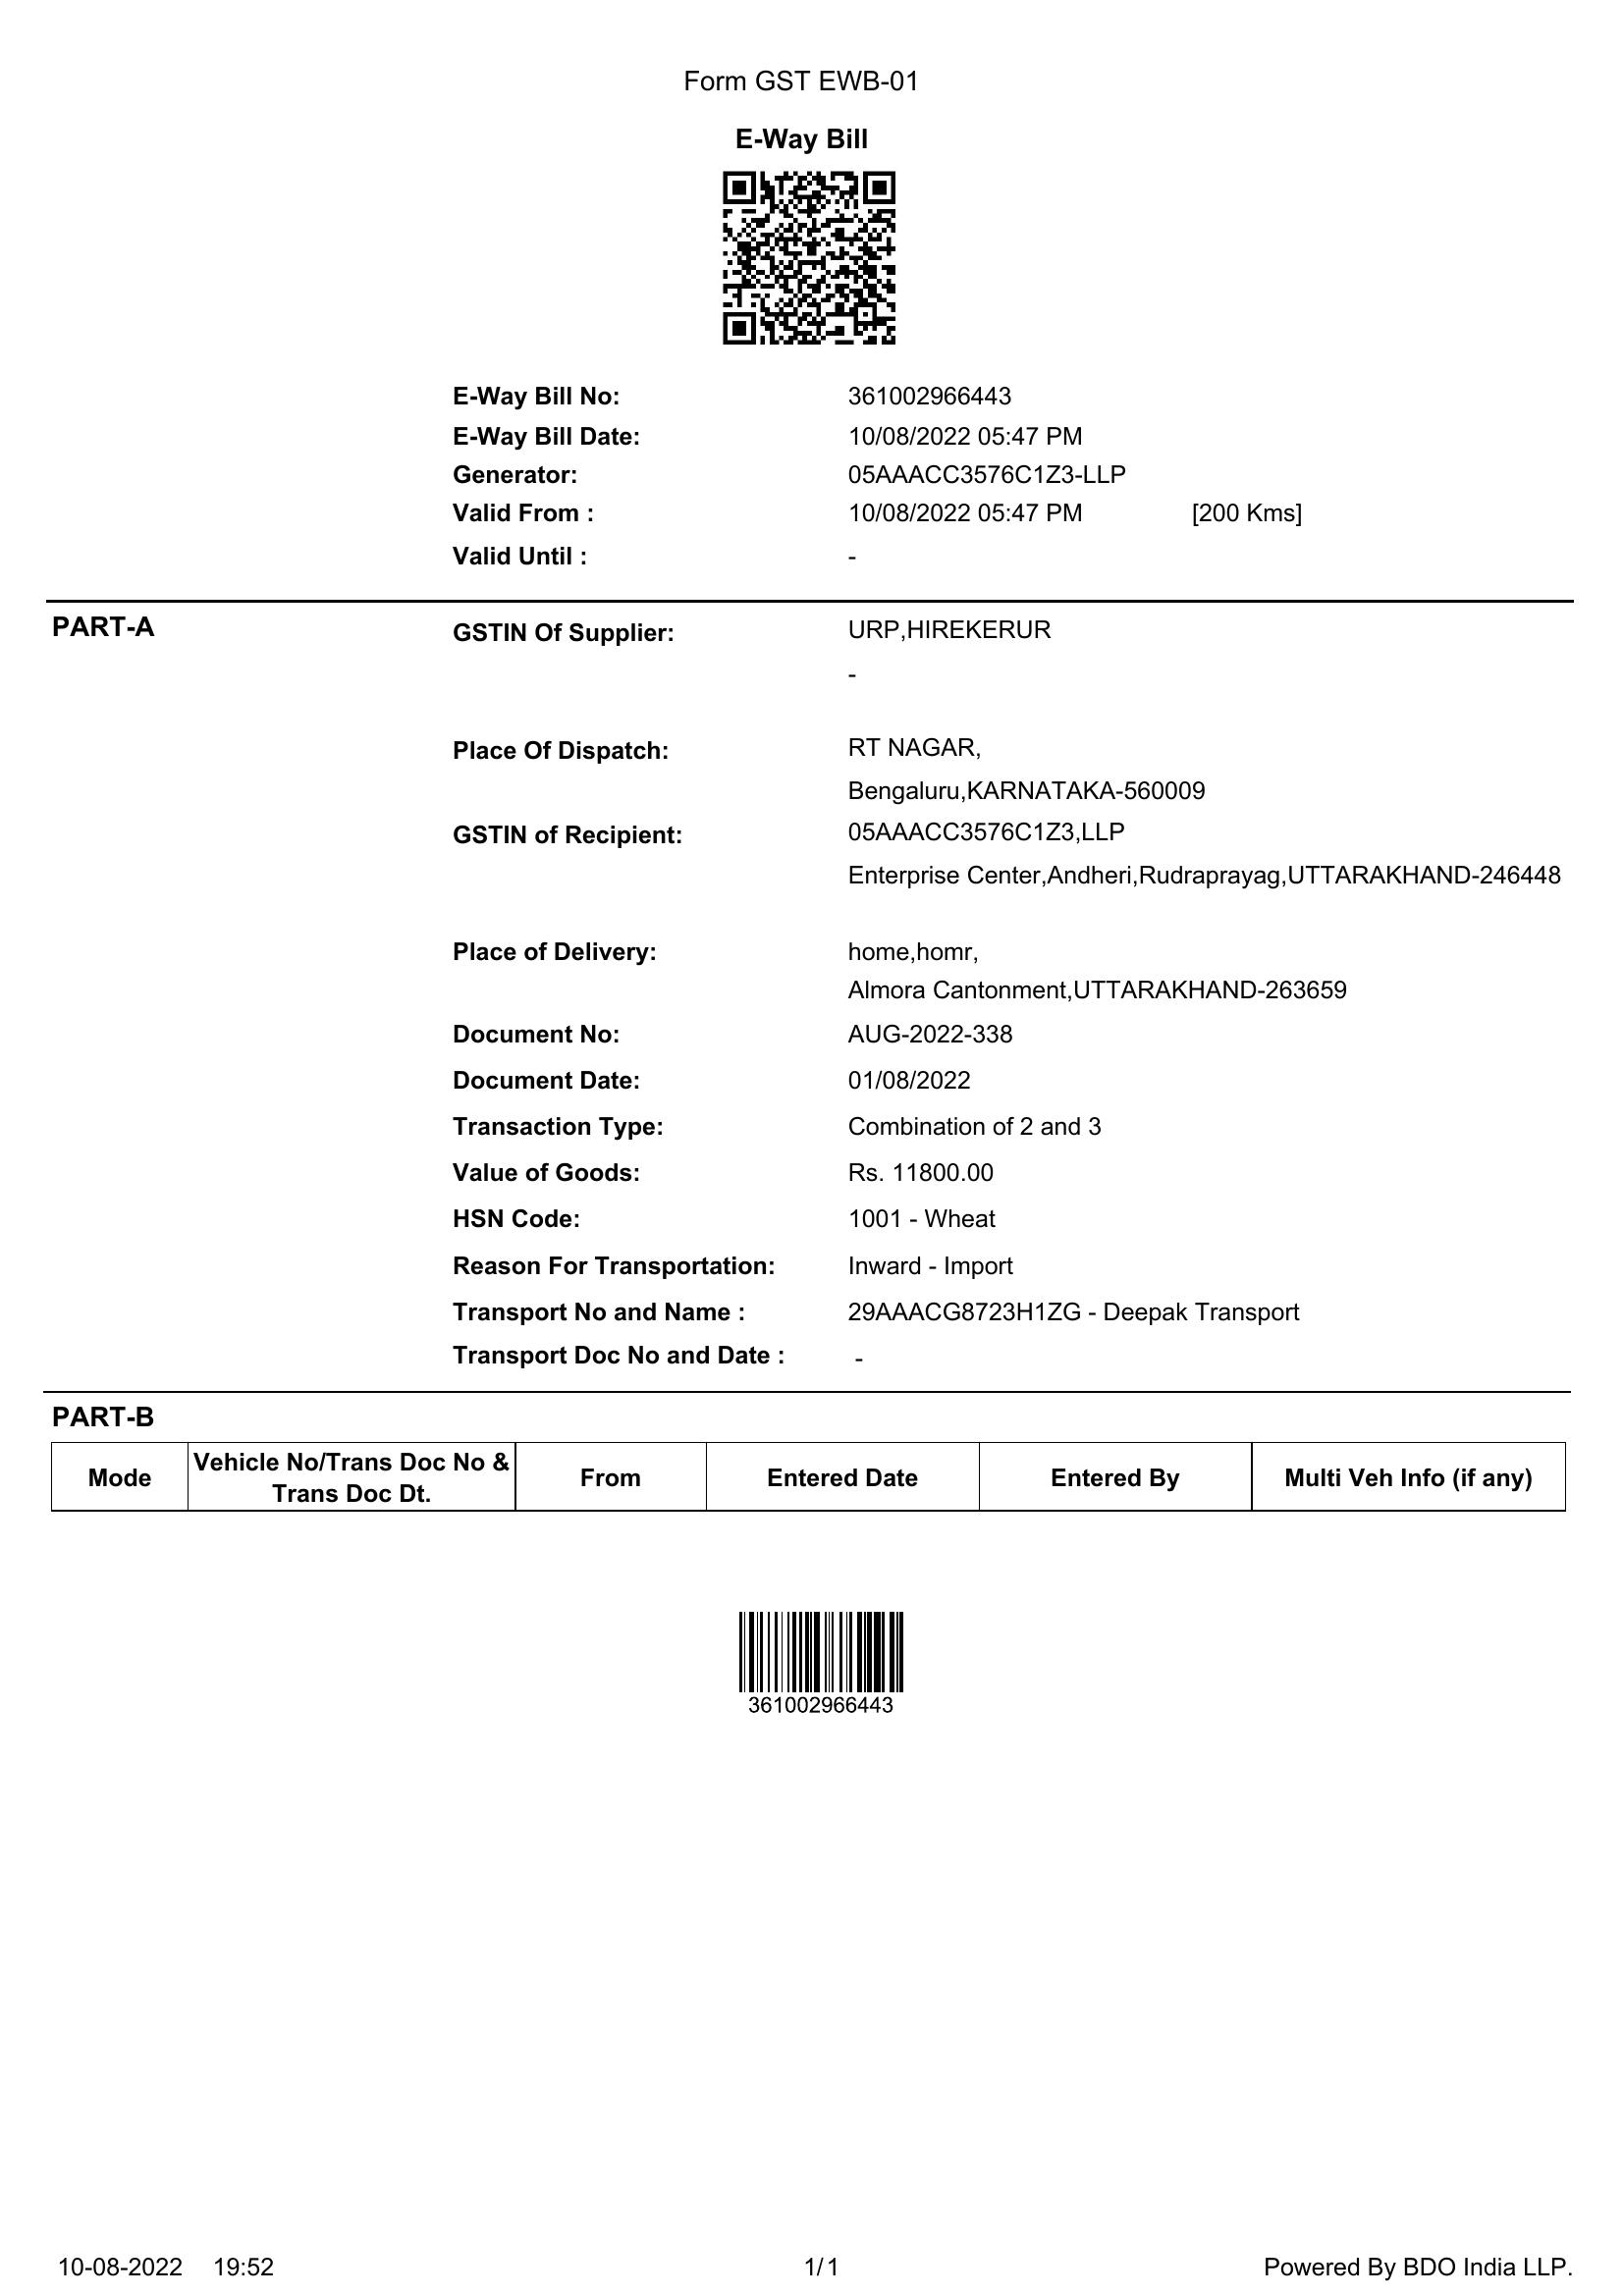 Form GST EWB-01
E-Way Bill
E-Way Bill No: 361002966443
E-Way Bill Date: 10/08/2022 05:47 PM
Generator: 05AAACC3576C1Z3-LLP
Valid From : 10/08/2022 05:47 PM [200 Kms]
Valid Until : -
PART-A
GSTIN Of Supplier: URP,HIREKERUR
-
Place Of Dispatch: RT NAGAR,
Bengaluru,KARNATAKA-560009
GSTIN of Recipient: 05AAACC3576C1Z3,LLP
Enterprise Center,Andheri,Rudraprayag,UTTARAKHAND-246448
Place of Delivery: home,homr,
Almora Cantonment,UTTARAKHAND-263659
Document No: AUG-2022-338
Document Date: 01/08/2022
Transaction Type: Combination of 2 and 3
Value of Goods: Rs. 11800.00
HSN Code: 1001 - Wheat
Reason For Transportation: Inward - Import
Transport No and Name : 29AAACG8723H1ZG - Deepak Transport
Transport Doc No and Date : -
PART-B
Mode Vehicle No/Trans Doc No & Trans Doc Dt. From Entered Date Entered By Multi Veh Info (if any)
361002966443
10-08-2022 19:52 1/1 Powered By BDO India LLP.